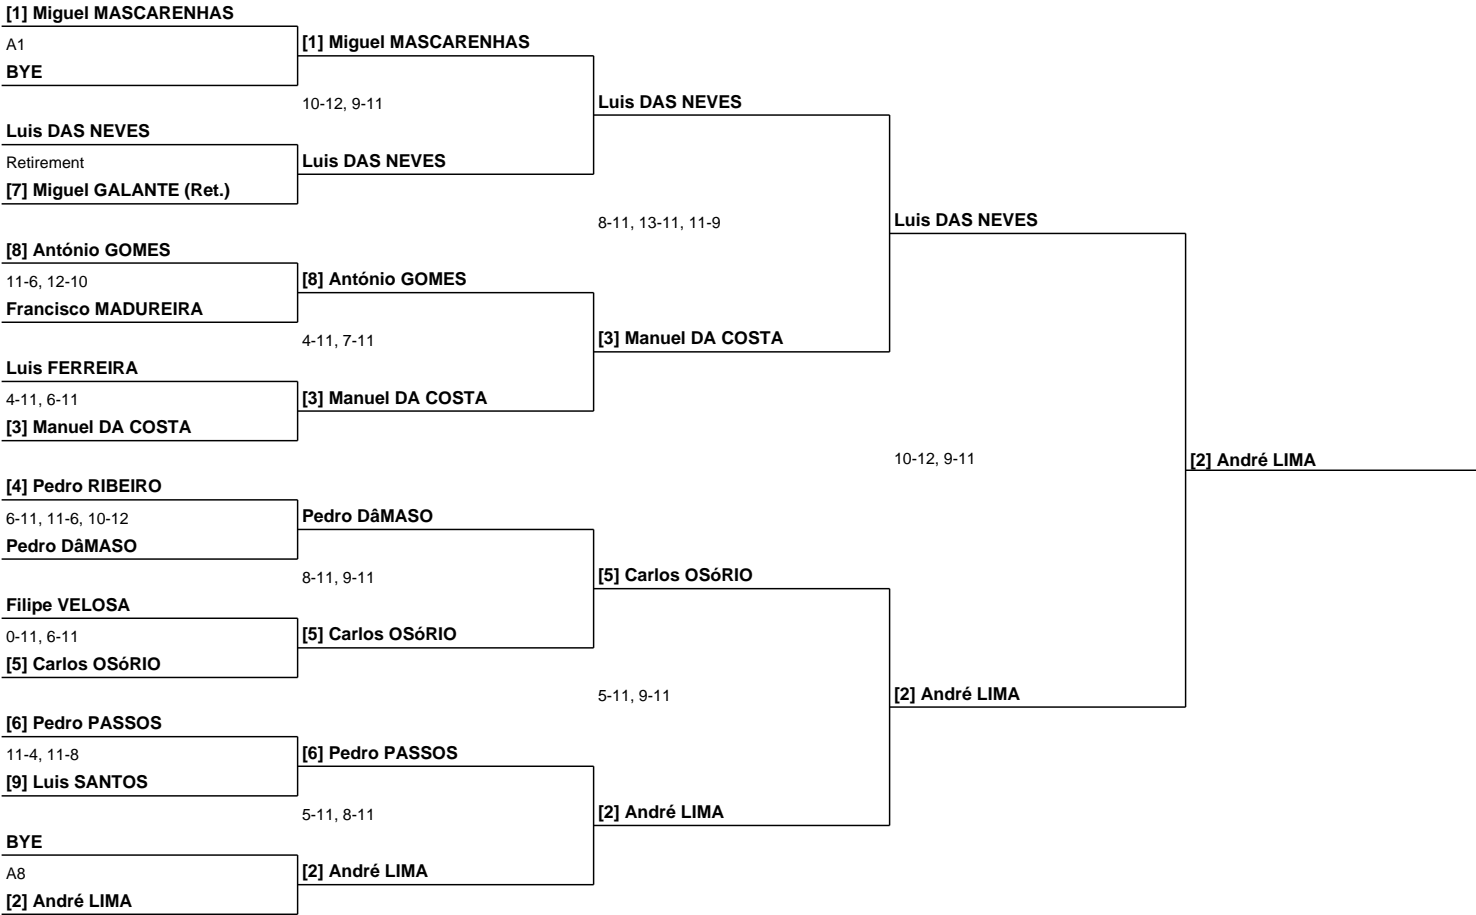 [1] Miguel MASCARENHAS
A1
BYE
[1] Miguel MASCARENHAS
10-12, 9-11
Luis DAS NEVES
Luis DAS NEVES
Retirement
[7] Miguel GALANTE (Ret.)
Luis DAS NEVES
8-11, 13-11, 11-9
Luis DAS NEVES
[8] António GOMES
11-6, 12-10
Francisco MADUREIRA
[8] António GOMES
4-11, 7-11
[3] Manuel DA COSTA
Luis FERREIRA
4-11, 6-11
[3] Manuel DA COSTA
[3] Manuel DA COSTA
10-12, 9-11
[2] André LIMA
[4] Pedro RIBEIRO
6-11, 11-6, 10-12
Pedro DâMASO
Pedro DâMASO
8-11, 9-11
[5] Carlos OSóRIO
Filipe VELOSA
0-11, 6-11
[5] Carlos OSóRIO
[5] Carlos OSóRIO
5-11, 9-11
[2] André LIMA
[6] Pedro PASSOS
11-4, 11-8
[9] Luis SANTOS
[6] Pedro PASSOS
5-11, 8-11
[2] André LIMA
BYE
A8
[2] André LIMA
[2] André LIMA